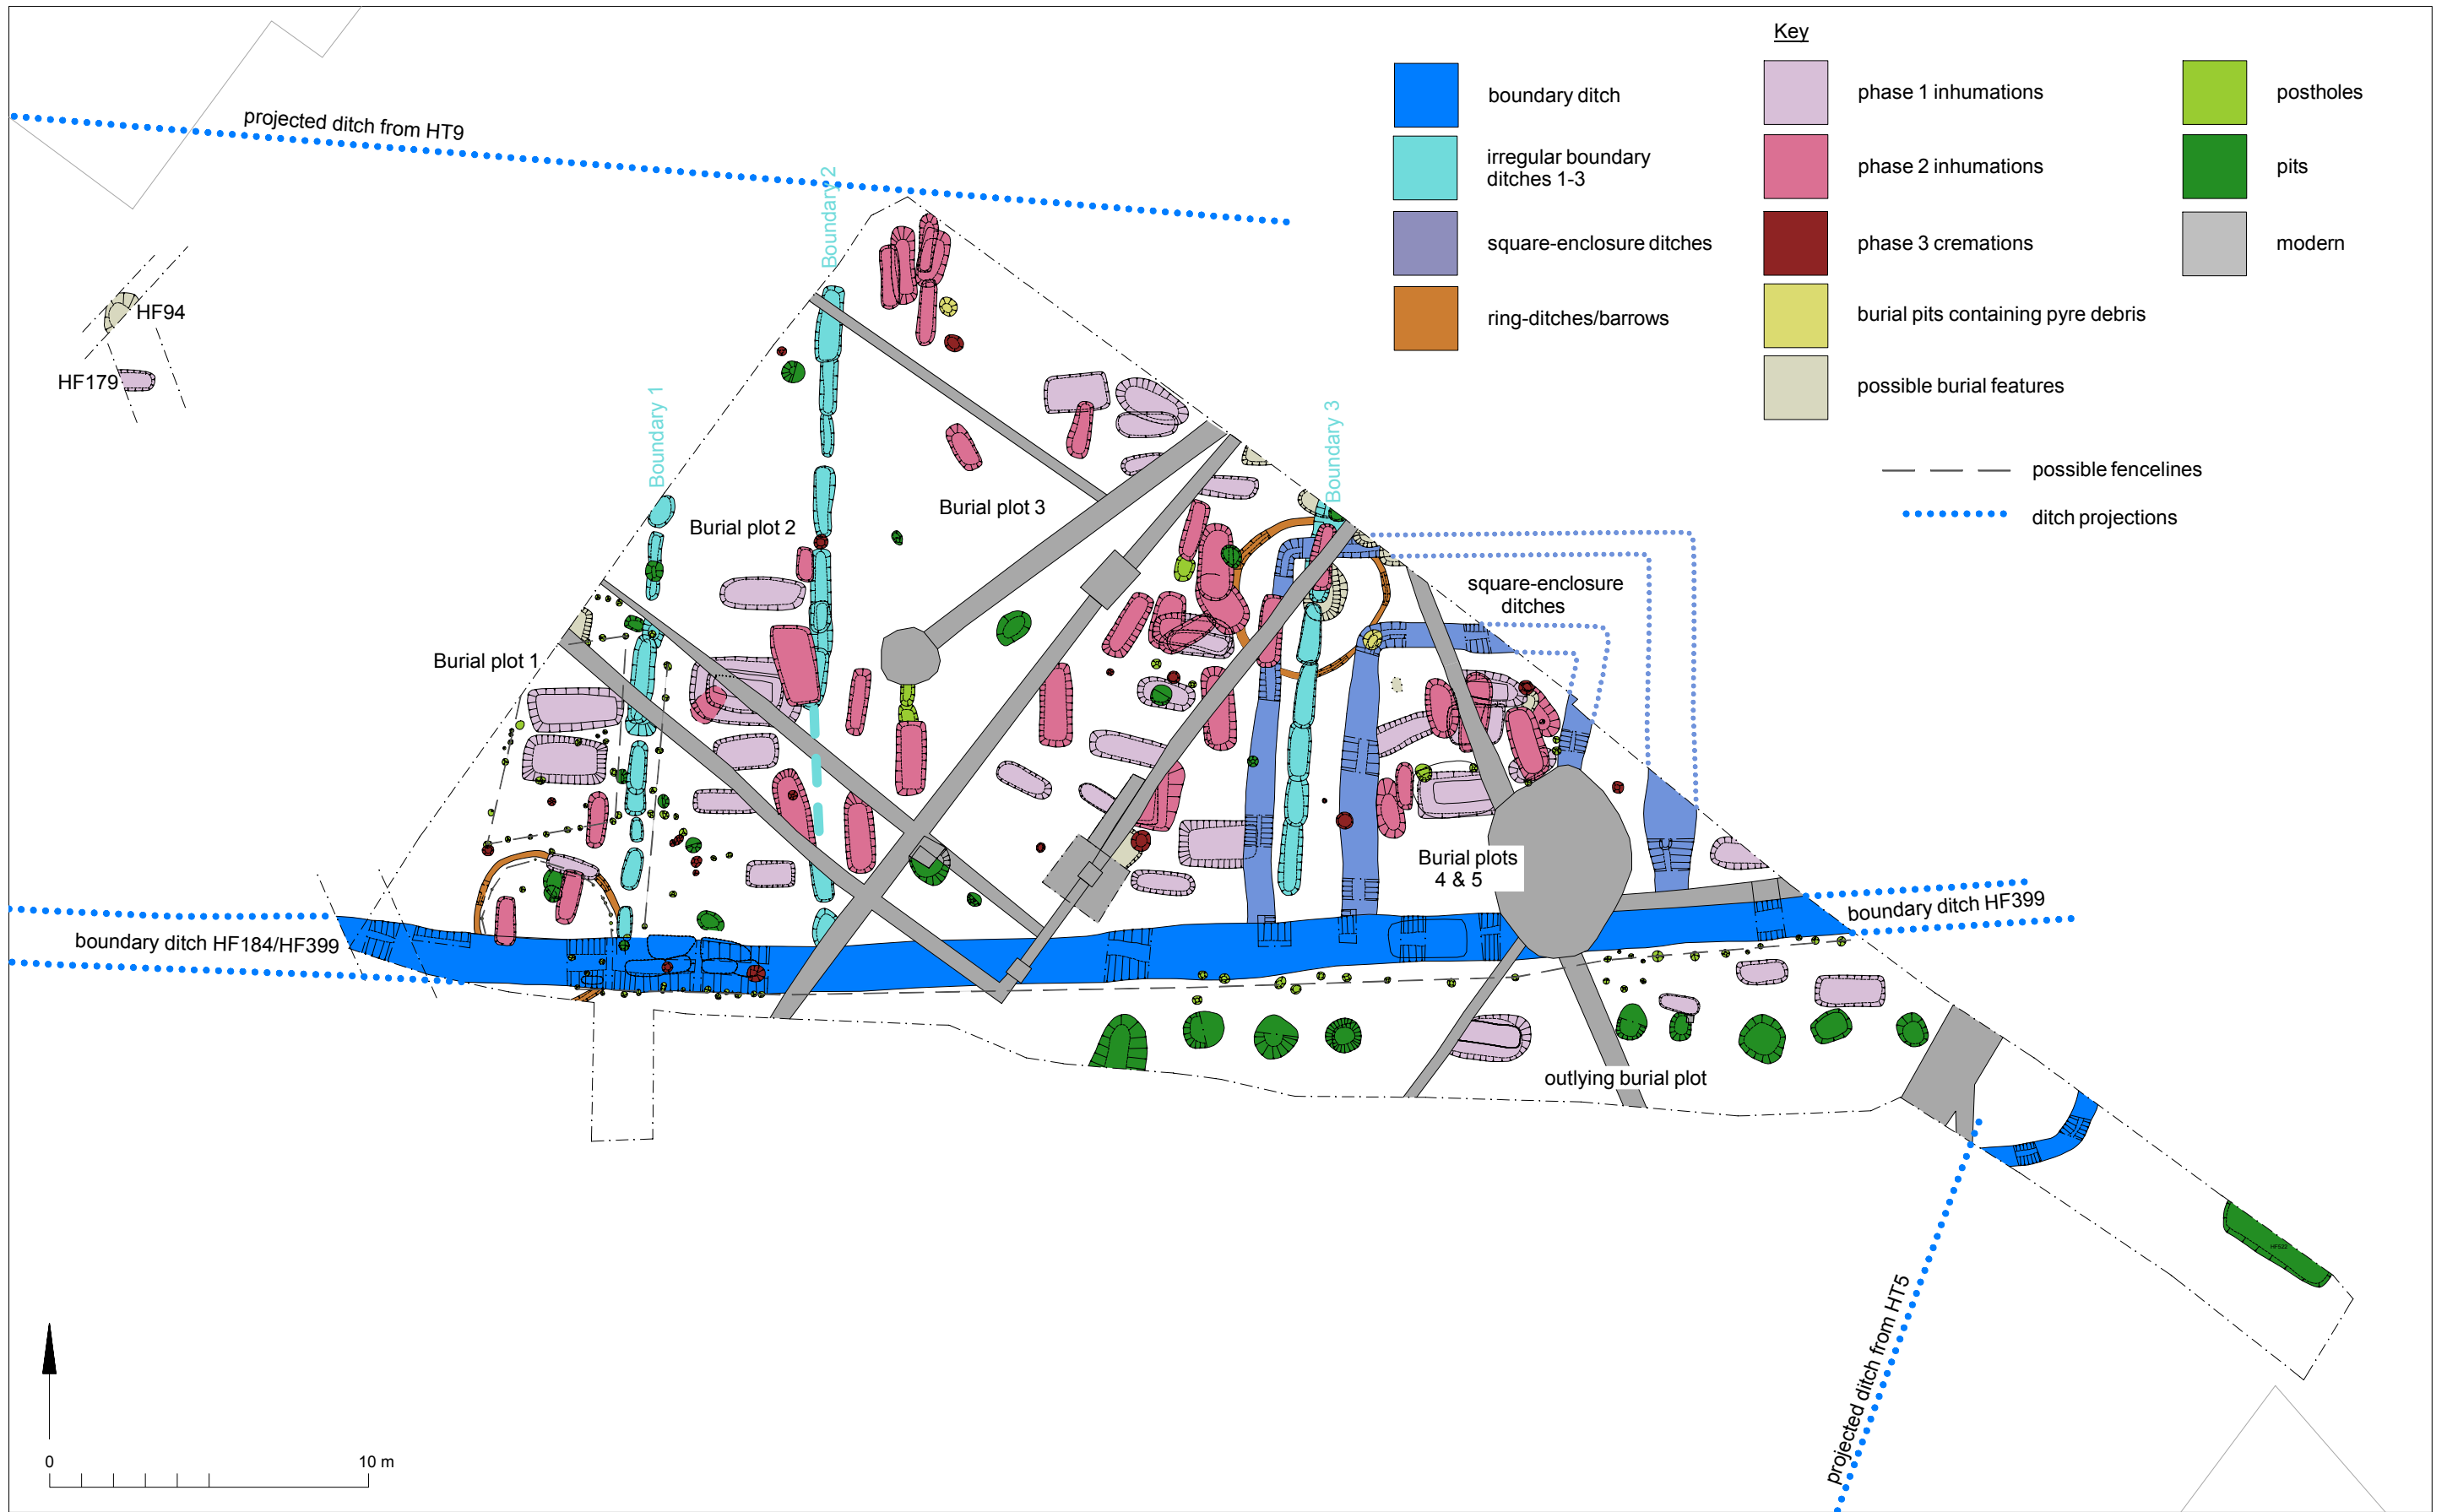 Key
boundary ditch
irregular boundary
ditches 1-3
square-enclosure ditches
ring-ditches/barrows
phase 1 inhumations
phase 2 inhumations
phase 3 cremations
burial pits containing pyre debris
possible burial features
postholes
pits
modern
possible fencelines
ditch projections
projected ditch from HT9
Boundary 2
HF94
HF179
Boundary 1
Boundary 3
Burial plot 3
Burial plot 2
square-enclosure
ditches
Burial plot 1
Burial plots
4 & 5
boundary ditch HF399
boundary ditch HF184/HF399
outlying burial plot
HF522
projected ditch from HT5
0
10 m